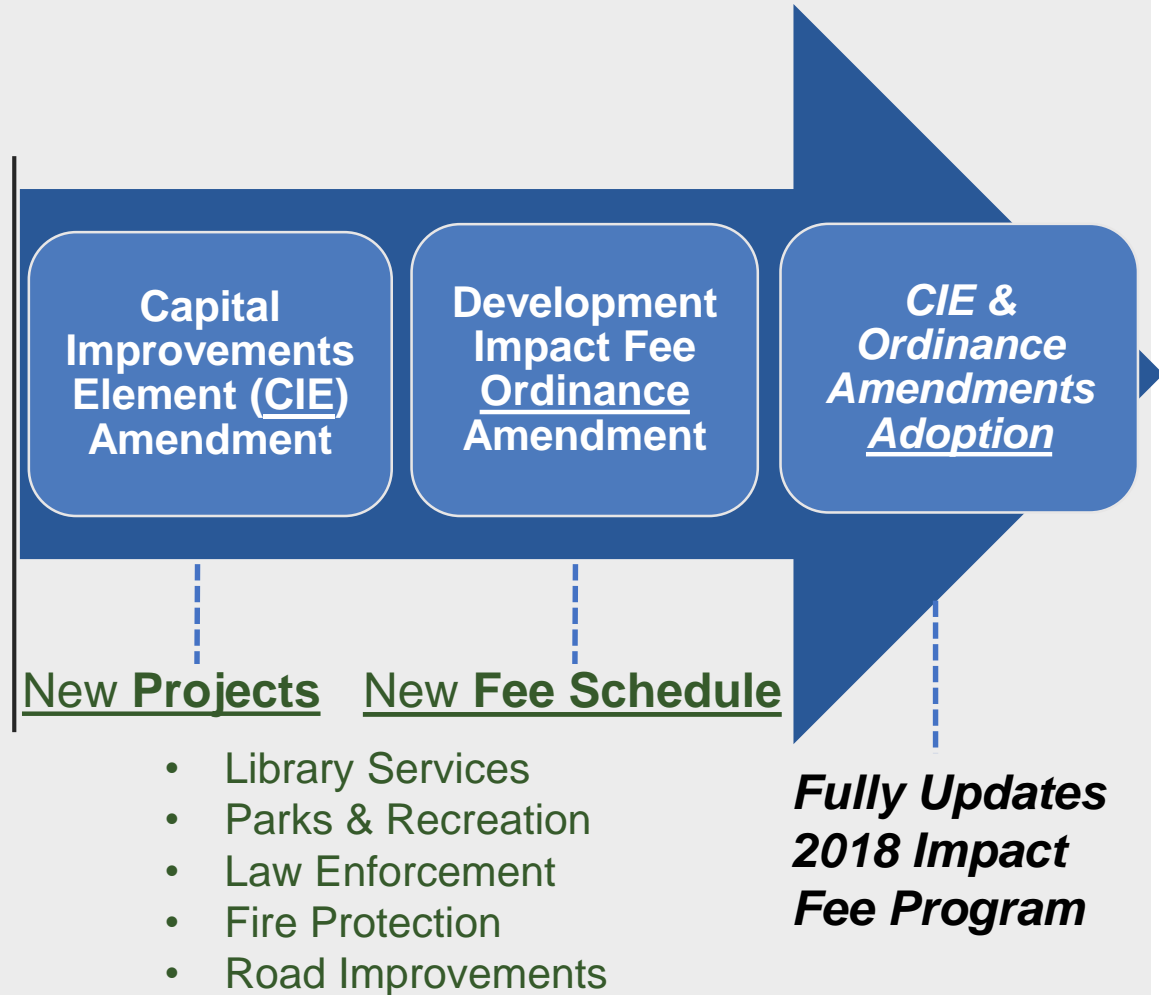 Capital
Improvements
Element (CIE)
Amendment
Development
Impact Fee
Ordinance
Amendment
CIE &
Ordinance
Amendments
Adoption
New Projects
New Fee Schedule
• Library Services
• Parks & Recreation
• Law Enforcement
• Fire Protection
• Road Improvements
Fully Updates
2018 Impact
Fee Program